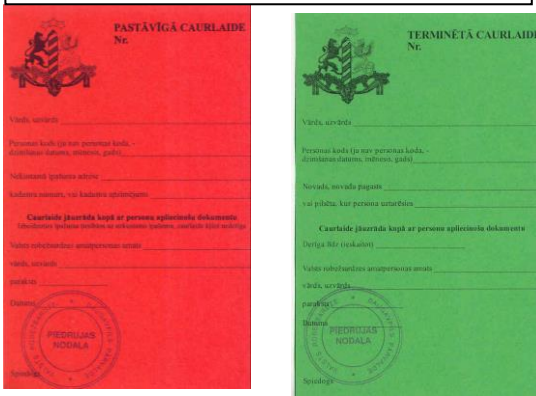 PASTĀVĪGĀ CAURLAIDE
Nr.
Vārds, uzvārds
Personas kods (ja nav personas koda, -
dzimšanas datums, mēnesis, gads)
Nekustamā īpašuma adrese
kadastra numurs, vai kadastra apzīmējums
Caurlaide jāuzrāda kopā ar personu apliecinošu dokumentu
Valsts robežsardzes amatpersonas amats
vārds, uzvārds
paraksts
Datums
PIEDRUJAS
NODAĻA
Spiedogs
TERMINĒTĀ CAURLAIDE
Nr.
Vārds, uzvārds
Personas kods (ja nav personas koda, -
dzimšanas datums, mēnesis, gads)
Novads, novada pagasts
vai pilsēta, kur persona uzturēsies
Caurlaide jāuzrāda kopā ar personu apliecinošu dokumentu
Derīga līdz (ieskaitot)
Valsts robežsardzes amatpersonas amats
vārds, uzvārds
paraksts
Datums
PIEDRUJAS
NODAĻA
Spiedogs